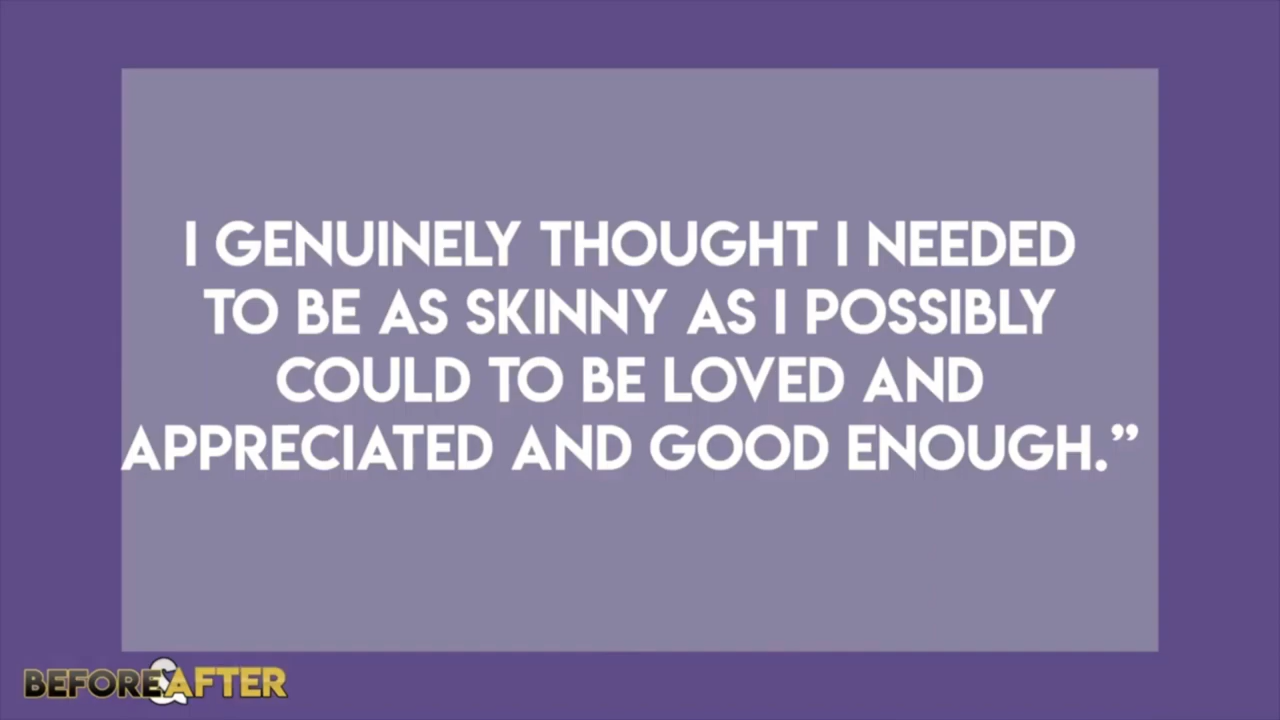 I GENUINELY THOUGHT I NEEDED
TO BE AS SKINNY AS I POSSIBLY
COULD TO BE LOVED AND
APPRECIATED AND GOOD ENOUGH.”
BEFORE&AFTER